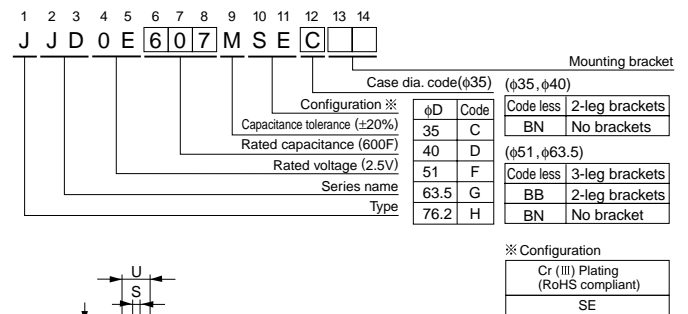 1 2 3 4 5 6 7 8 9 10 11 12 13 14
J J D 0 E 6 0 7 M S E C
Mounting bracket
Case dia. code(φ35)
Configuration ※
Capacitance tolerance (±20%)
Rated capacitance (600F)
Rated voltage (2.5V)
Series name
Type
φD Code
35 C
40 D
51 F
63.5 G
76.2 H
(φ35,φ40)
Code less 2-leg brackets
BN No brackets
(φ51,φ63.5)
Code less 3-leg brackets
BB 2-leg brackets
BN No bracket
※Configuration
Cr (Ⅲ) Plating
(RoHS compliant)
SE
U
S